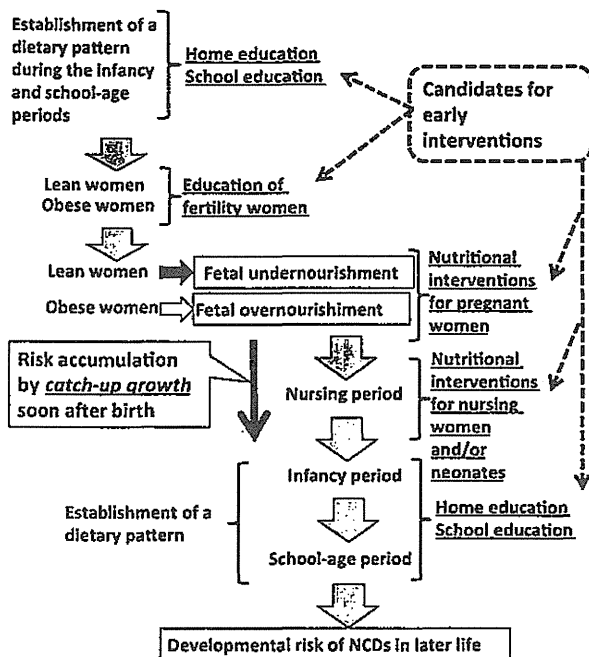 Establishment of a
dietary pattern
during the infancy
and school-age
periods
Home education
School education
Candidates for
early
interventions
Lean women
Obese women
Education of
fertility women
Lean women
Fetal undernourishment
Obese women
Fetal overnourishiment
Nutritional
interventions
for pregnant
women
Risk accumulation
by catch-up growth
soon after birth
Nursing period
Nutritional
interventions
for nursing
women
and/or
neonates
Infancy period
Establishment of a
dietary pattern
Home education
School education
School-age period
Developmental risk of NCDs in later life